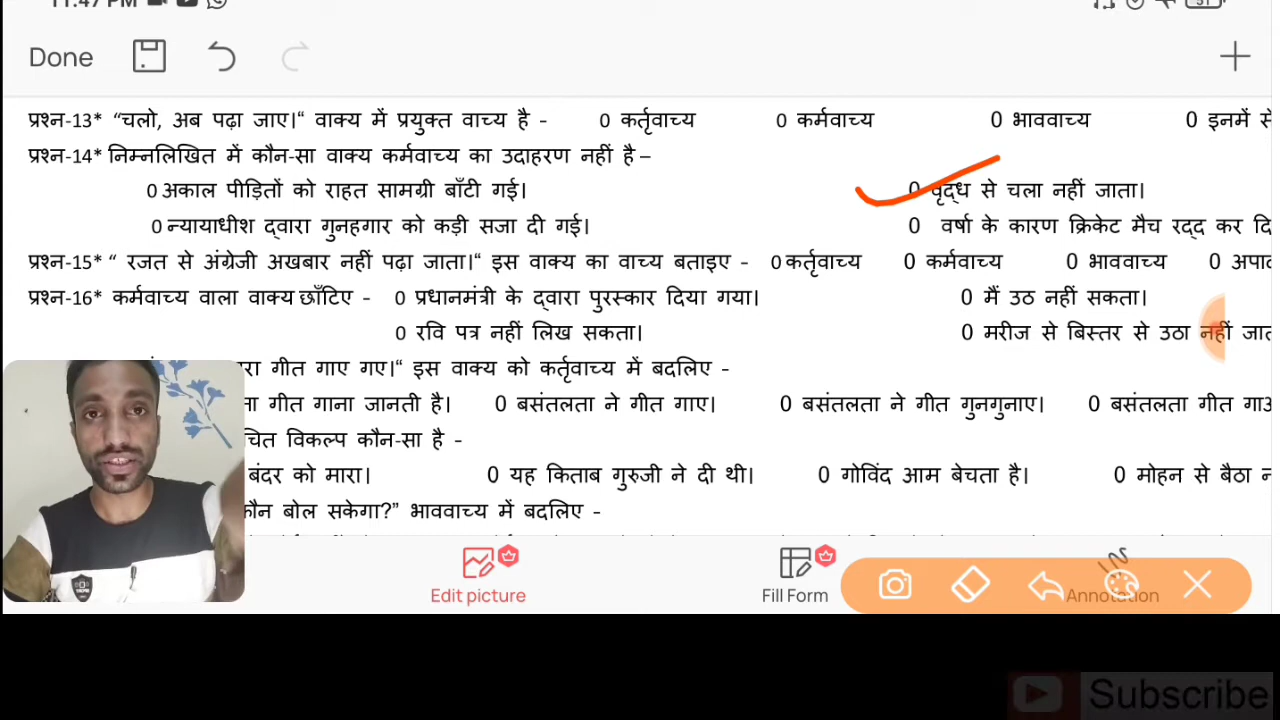 11:47 PM
Done
प्रश्न-13* “चलो, अब पढ़ा जाए।“ वाक्य में प्रयुक्त वाच्य है - 0 कर्तृवाच्य 0 कर्मवाच्य 0 भाववाच्य 0 इनमें से
प्रश्न-14* निम्नलिखित में कौन-सा वाक्य कर्मवाच्य का उदाहरण नहीं है –
0 अकाल पीड़ितों को राहत सामग्री बाँटी गई। 0 वृद्ध से चला नहीं जाता।
0 न्यायाधीश द्वारा गुनहगार को कड़ी सजा दी गई। 0 वर्षा के कारण क्रिकेट मैच रद्द कर दि
प्रश्न-15* “ रजत से अंग्रेजी अखबार नहीं पढ़ा जाता।“ इस वाक्य का वाच्य बताइए - 0 कर्तृवाच्य 0 कर्मवाच्य 0 भाववाच्य 0
प्रश्न-16* कर्मवाच्य वाला वाक्य छाँटिए - 0 प्रधानमंत्री के द्वारा पुरस्कार दिया गया। 0 मैं उठ नहीं सकता।
0 रवि पत्र नहीं लिख सकता। 0 मरीज से बिस्तर से उठा नहीं
गीत गाए गए।“ इस वाक्य को कर्तृवाच्य में बदलिए -
गीत गाना जानती है। 0 बसंतलता ने गीत गाए। 0 बसंतलता ने गीत गुनगुनाए। 0 बसंतलता गीत
विकल्प कौन-सा है -
बंदर को मारा। 0 यह किताब गुरुजी ने दी थी। 0 गोविंद आम बेचता है। 0 मोहन से बैठा
कौन बोल सकेगा?” भाववाच्य में बदलिए -
Edit picture
Fill Form
Annotation
Subscribe